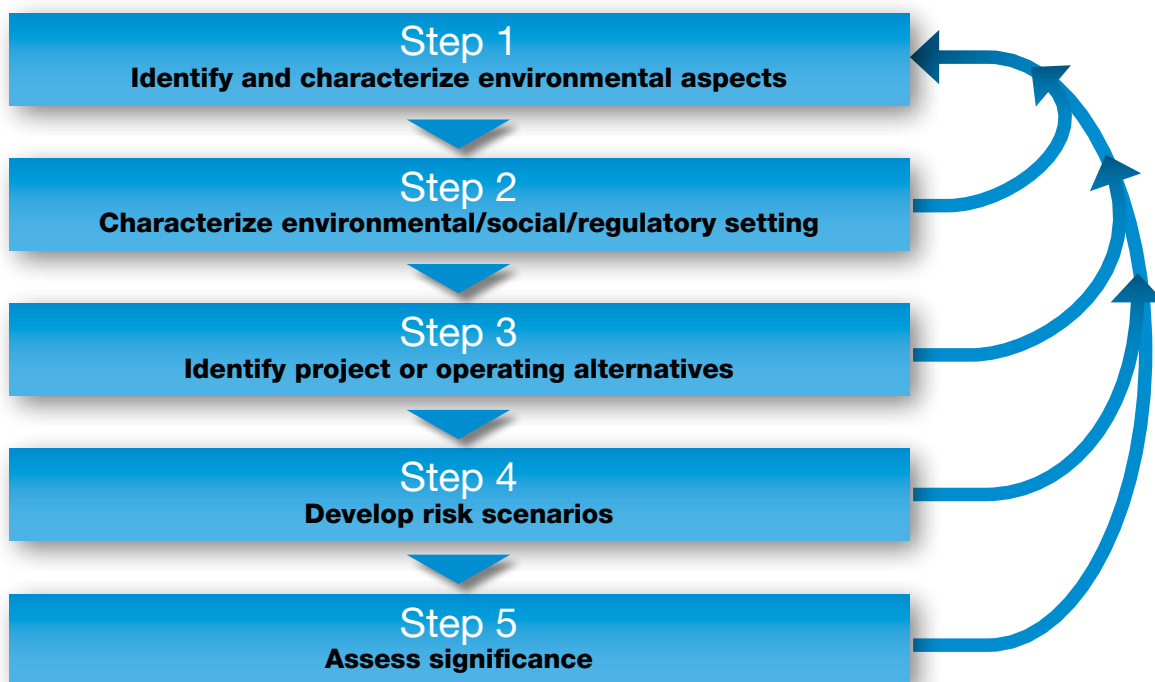 Step 1
Identify and characterize environmental aspects
Step 2
Characterize environmental/social/regulatory setting
Step 3
Identify project or operating alternatives
Step 4
Develop risk scenarios
Step 5
Assess significance